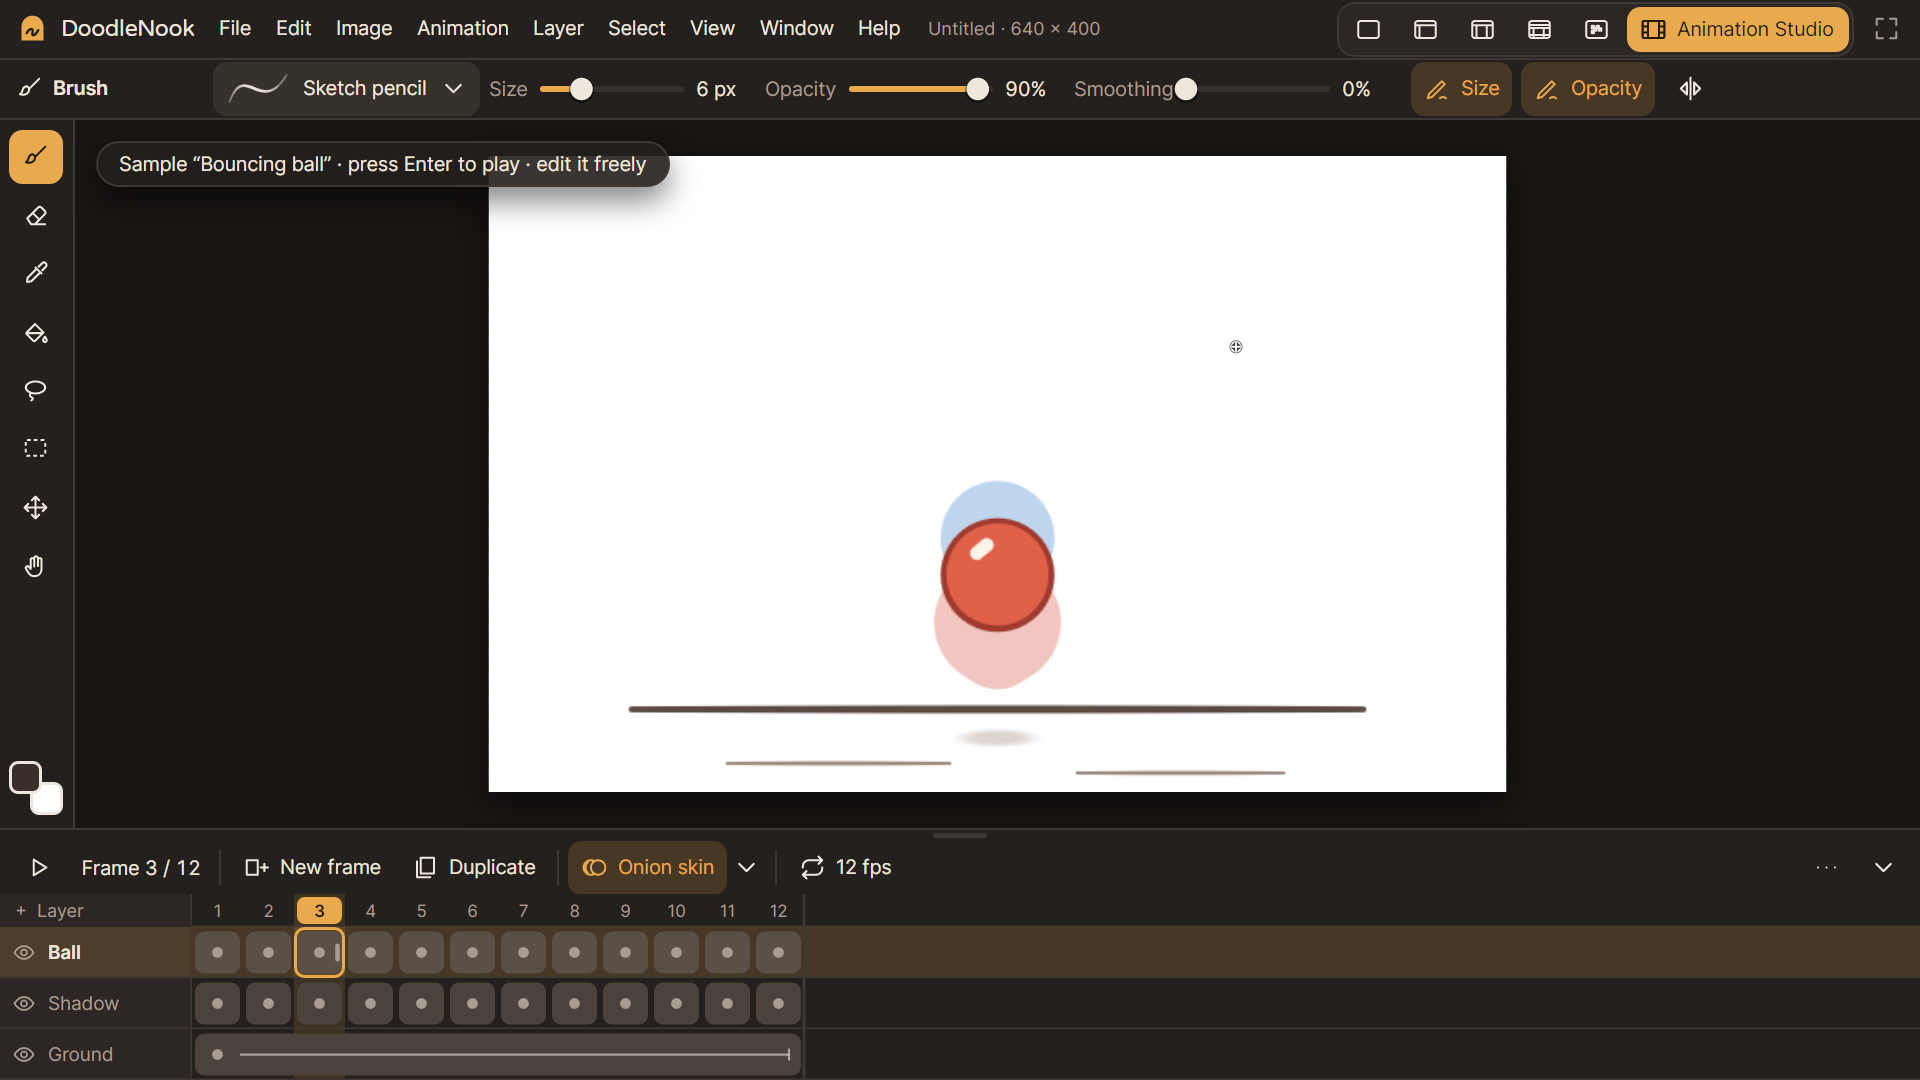 DoodleNook File Edit Image Animation Layer Select View Window Help Untitled · 640 × 400 Animation Studio
Brush Sketch pencil Size 6 px Opacity 90% Smoothing 0% Size Opacity
Sample “Bouncing ball” · press Enter to play · edit it freely
Frame 3 / 12 New frame Duplicate Onion skin 12 fps ···
+ Layer 1 2 3 4 5 6 7 8 9 10 11 12
Ball
Shadow
Ground